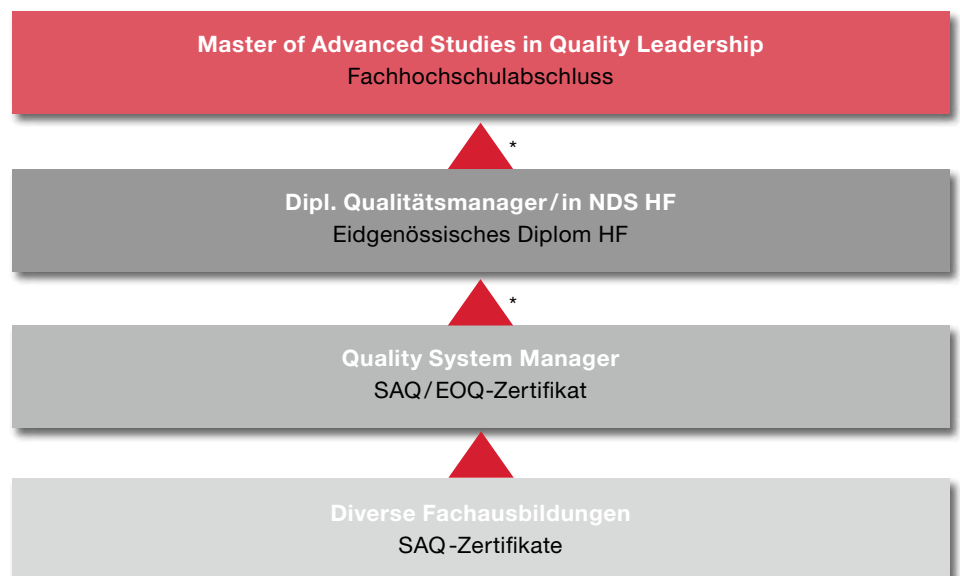 Master of Advanced Studies in Quality Leadership
Fachhochschulabschluss
*
Dipl. Qualitätsmanager/in NDS HF
Eidgenössisches Diplom HF
*
Quality System Manager
SAQ/EOQ-Zertifikat
Diverse Fachausbildungen
SAQ-Zertifikate